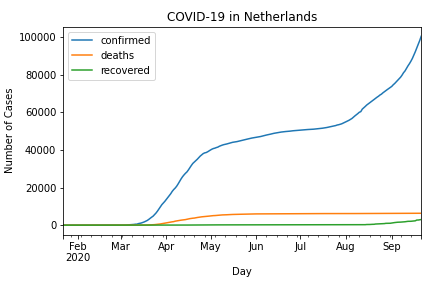 COVID-19 in Netherlands
confirmed
deaths
recovered
100000
80000
60000
40000
20000
0
Number of Cases
Feb Mar Apr May Jun Jul Aug Sep
2020
Day